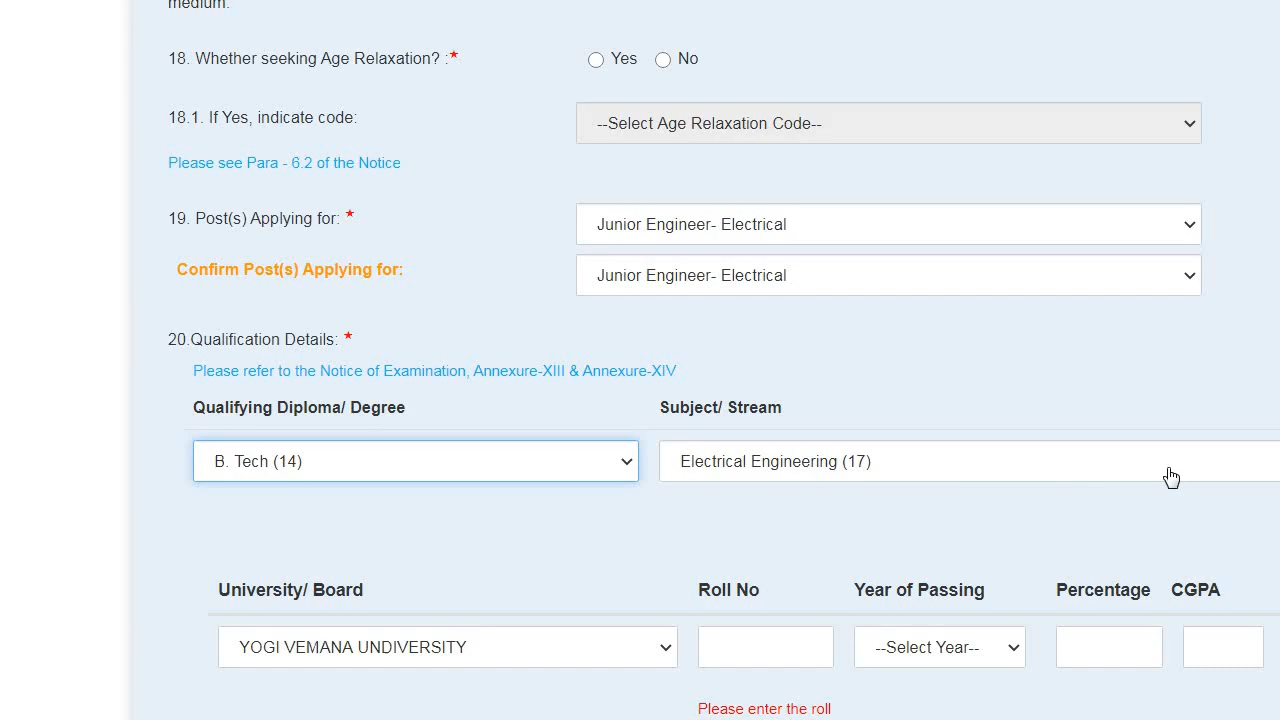 medium.
18. Whether seeking Age Relaxation? :* Yes No
18.1. If Yes, indicate code: --Select Age Relaxation Code--
Please see Para - 6.2 of the Notice
19. Post(s) Applying for: * Junior Engineer- Electrical
Confirm Post(s) Applying for: Junior Engineer- Electrical
20.Qualification Details: *
Please refer to the Notice of Examination, Annexure-XIII & Annexure-XIV
Qualifying Diploma/ Degree Subject/ Stream
B. Tech (14) Electrical Engineering (17)
University/ Board Roll No Year of Passing Percentage CGPA
YOGI VEMANA UNDIVERSITY --Select Year--
Please enter the roll